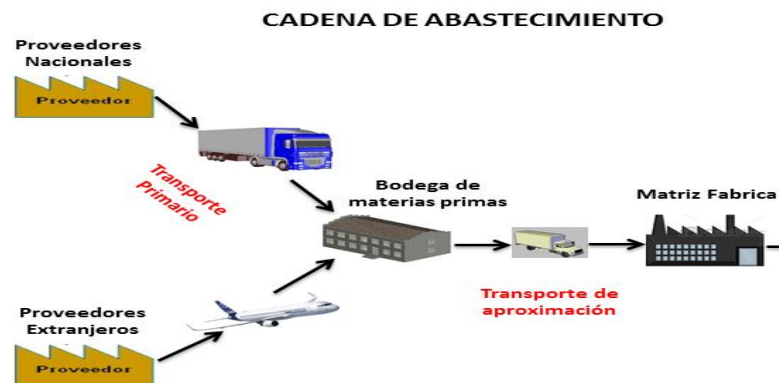 CADENA DE ABASTECIMIENTO
Proveedores
Nacionales
Proveedor
Transporte
Primario
Bodega de
materias primas
Matriz Fabrica
Transporte de
aproximación
Proveedores
Extranjeros
Proveedor